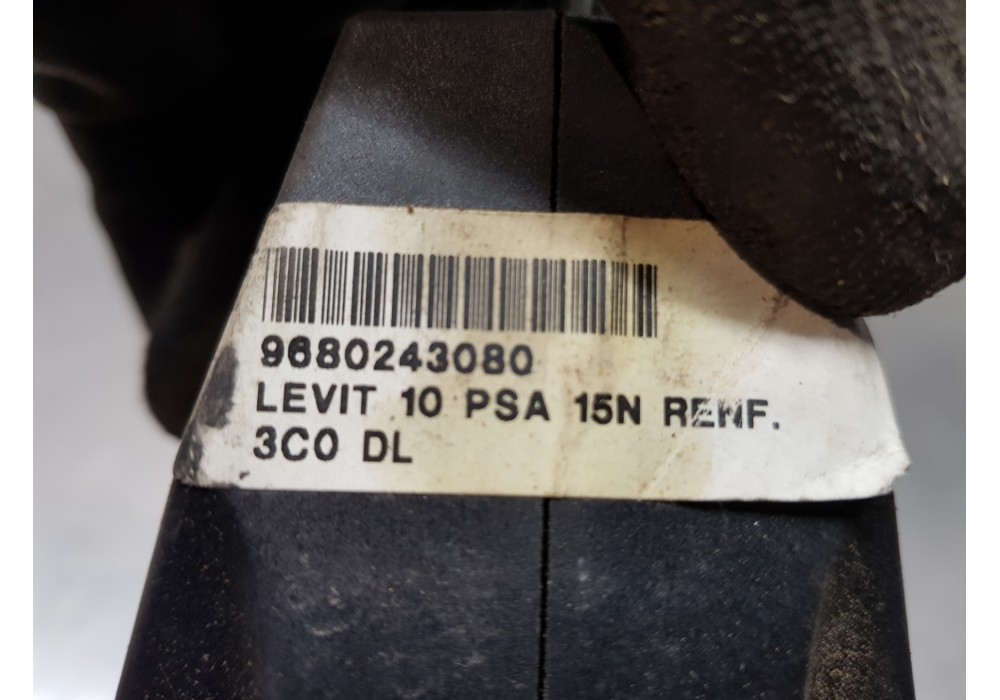 9680243080
LEVIT 10 PSA 15N RENF.
3C0 DL